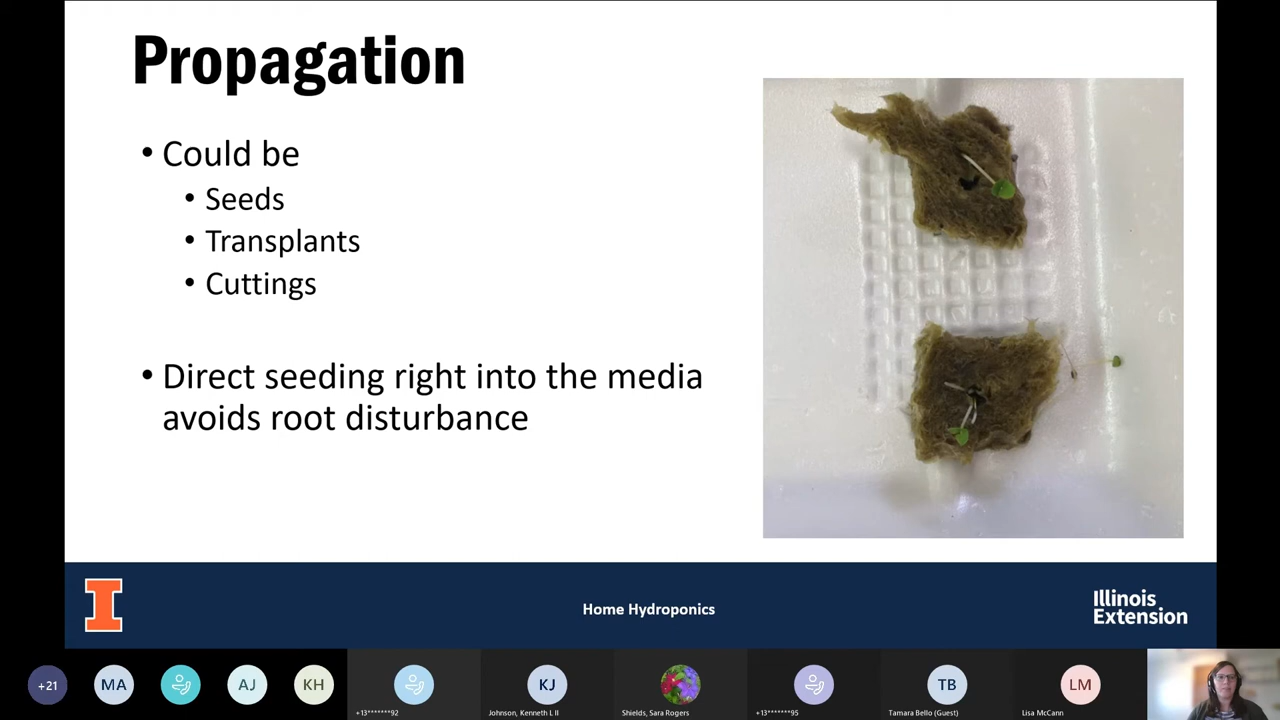 Propagation
• Could be
• Seeds
• Transplants
• Cuttings
• Direct seeding right into the media
avoids root disturbance
I
Home Hydroponics
Illinois
Extension
+21
MA
AJ
KH
KJ
TB
LM
+13*******92
Johnson, Kenneth L II
Shields, Sara Rogers
+13*******95
Tamara Bello (Guest)
Lisa McCann